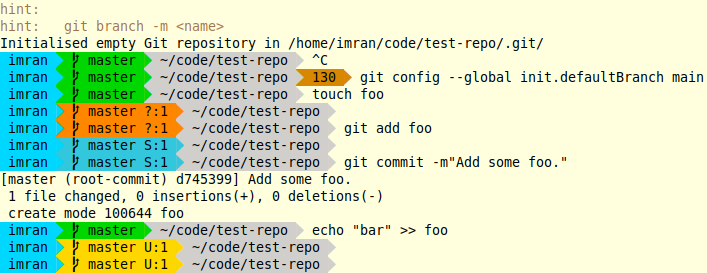 hint:
hint:   git branch -m <name>
Initialised empty Git repository in /home/imran/code/test-repo/.git/
imran master ~/code/test-repo ^C
imran master ~/code/test-repo 130 git config --global init.defaultBranch main
imran master ~/code/test-repo touch foo
imran master ?:1 ~/code/test-repo
imran master ?:1 ~/code/test-repo git add foo
imran master S:1 ~/code/test-repo
imran master S:1 ~/code/test-repo git commit -m"Add some foo."
[master (root-commit) d745399] Add some foo.
 1 file changed, 0 insertions(+), 0 deletions(-)
 create mode 100644 foo
imran master ~/code/test-repo echo "bar" >> foo
imran master U:1 ~/code/test-repo
imran master U:1 ~/code/test-repo